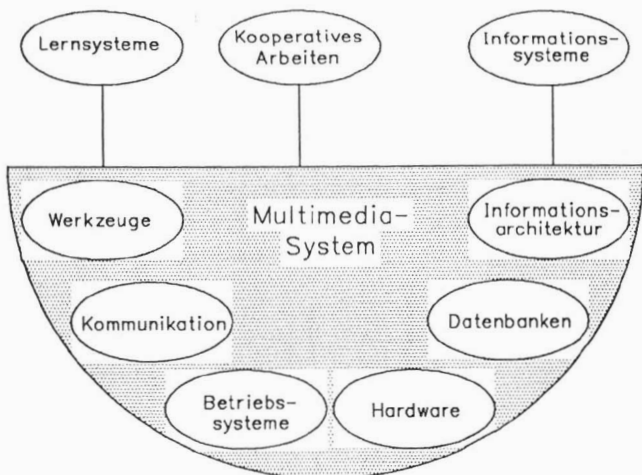 Lernsysteme
Kooperatives
Arbeiten
Informations-
systeme
Werkzeuge
Multimedia-
System
Informations-
architektur
Kommunikation
Datenbanken
Betriebs-
systeme
Hardware